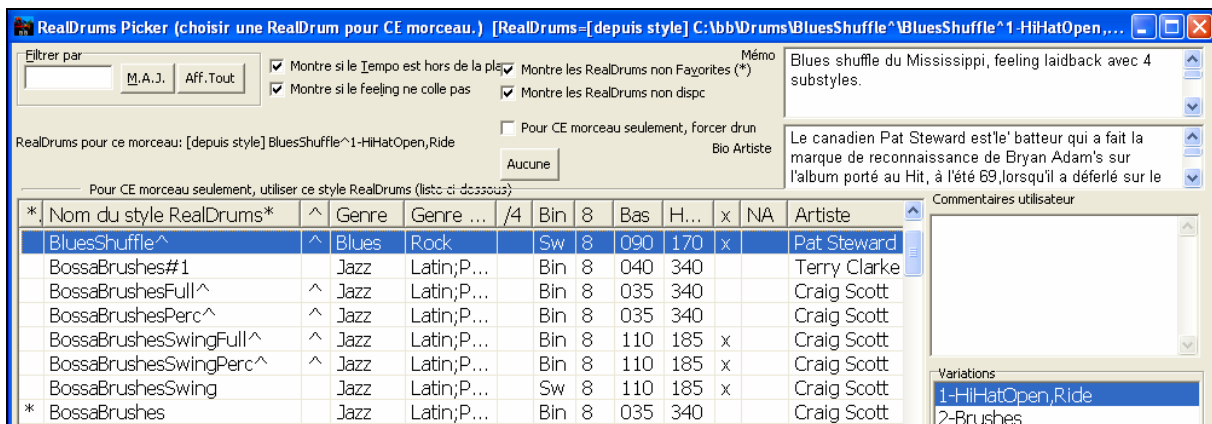 RealDrums Picker (choisir une RealDrum pour CE morceau.) [RealDrums=[depuis style] C:\bb\Drums\BluesShuffle^\BluesShuffle^1-HiHatOpen,...
Filtrer par
M.A.J.
Aff.Tout
Montre si le Tempo est hors de la pla
Montre si le feeling ne colle pas
Montre les RealDrums non Favorites (*)
Montre les RealDrums non dispc
Mémo
Blues shuffle du Mississippi, feeling laidback avec 4
substyles.
RealDrums pour ce morceau: [depuis style] BluesShuffle^1-HiHatOpen,Ride
Pour CE morceau seulement, forcer drun
Aucune
Bio Artiste
Le canadien Pat Steward est'le' batteur qui a fait la
marque de reconnaissance de Bryan Adam's sur
l'album porté au Hit, à l'été 69,lorsqu'il a déferlé sur le
Pour CE morceau seulement, utiliser ce style RealDrums (liste ci dessous)
*. Nom du style RealDrums* ^ Genre Genre ... /4 Bin 8 Bas H... x NA Artiste
BluesShuffle^ ^ Blues Rock Sw 8 090 170 x Pat Steward
BossaBrushes#1 Jazz Latin;P... Bin 8 040 340 Terry Clarke
BossaBrushesFull^ ^ Jazz Latin;P... Bin 8 035 340 Craig Scott
BossaBrushesPerc^ ^ Jazz Latin;P... Bin 8 035 340 Craig Scott
BossaBrushesSwingFull^ ^ Jazz Latin;P... Bin 8 110 185 x Craig Scott
BossaBrushesSwingPerc^ ^ Jazz Latin;P... Bin 8 110 185 x Craig Scott
BossaBrushesSwing Jazz Latin;P... Sw 8 110 185 x Craig Scott
* BossaBrushes Jazz Latin;P... Bin 8 035 340 Craig Scott
Commentaires utilisateur
Variations
1-HiHatOpen,Ride
2-Brushes